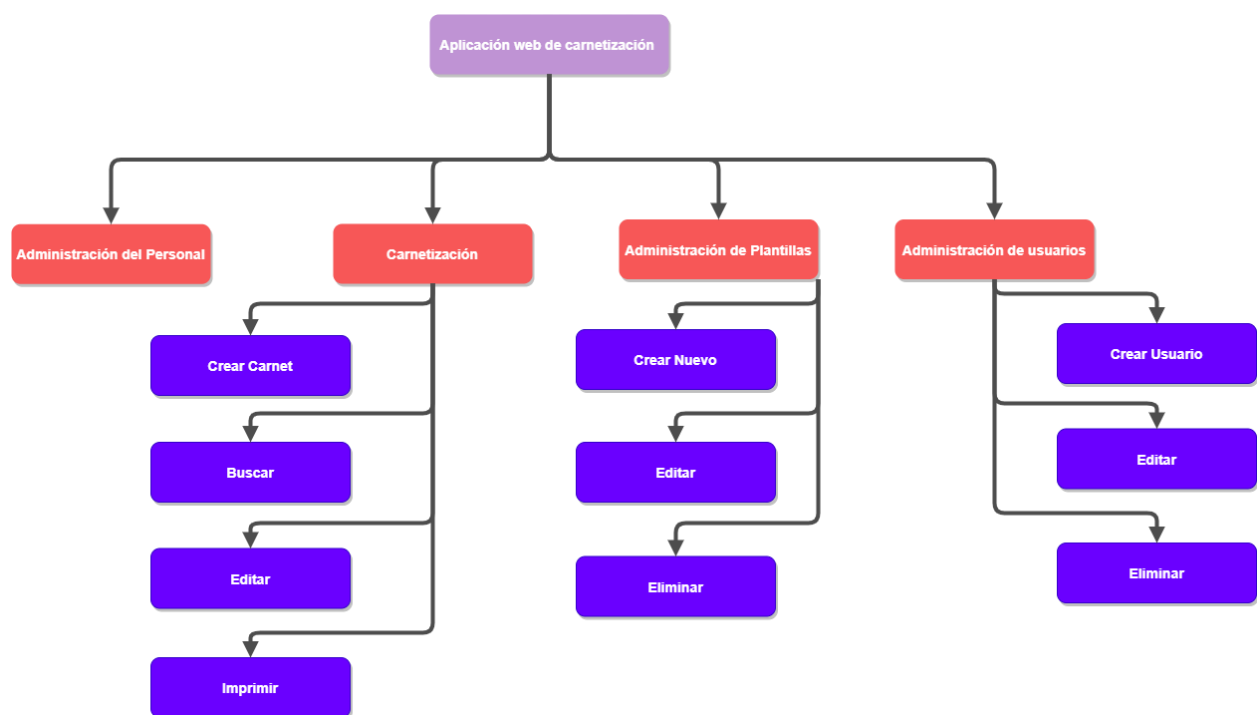 Aplicación web de carnetización
Administración del Personal
Carnetización
Administración de Plantillas
Administración de usuarios
Crear Carnet
Buscar
Editar
Imprimir
Crear Nuevo
Editar
Eliminar
Crear Usuario
Editar
Eliminar